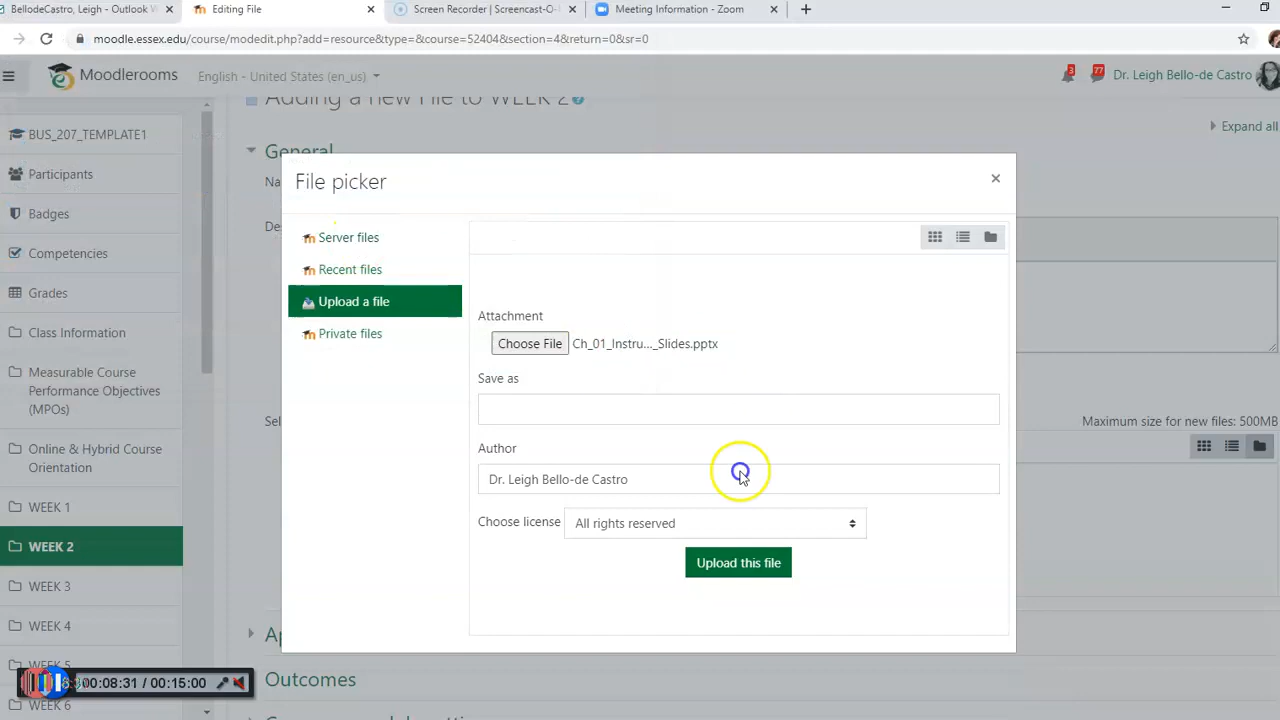 BellodeCastro, Leigh - Outlook
Editing File
Screen Recorder | Screencast-O-
Meeting Information - Zoom
moodle.essex.edu/course/modedit.php?add=resource&type=&course=52404&section=4&return=0&sr=0
Moodlerooms
English - United States (en_us)
3
77
Dr. Leigh Bello-de Castro
Adding a new File to WEEK 2
Expand all
BUS_207_TEMPLATE1
General
Participants
Badges
Competencies
Grades
Class Information
Measurable Course
Performance Objectives
(MPOs)
Online & Hybrid Course
Orientation
WEEK 1
WEEK 2
WEEK 3
WEEK 4
WEEK 5
WEEK 6
File picker
Server files
Recent files
Upload a file
Private files
Attachment
Choose File Ch_01_Instru..._Slides.pptx
Save as
Author
Dr. Leigh Bello-de Castro
Choose license All rights reserved
Upload this file
Maximum size for new files: 500MB
Outcomes
00:08:31 / 00:15:00